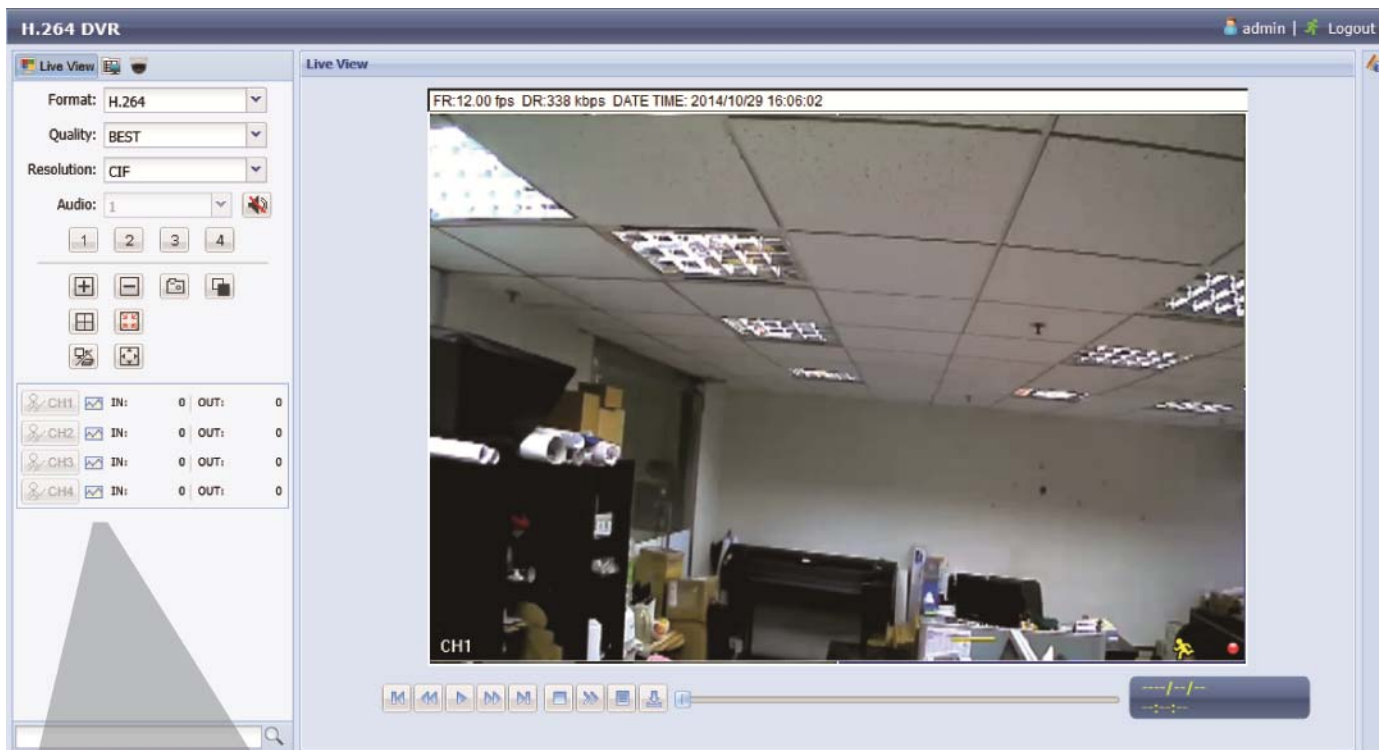 H.264 DVR
admin | Logout
Live View
Live View
Format: H.264
Quality: BEST
Resolution: CIF
Audio: 1
1 2 3 4
CH1 IN: 0 OUT: 0
CH2 IN: 0 OUT: 0
CH3 IN: 0 OUT: 0
CH4 IN: 0 OUT: 0
FR:12.00 fps DR:338 kbps DATE TIME: 2014/10/29 16:06:02
CH1
----/--/--
--:--:--